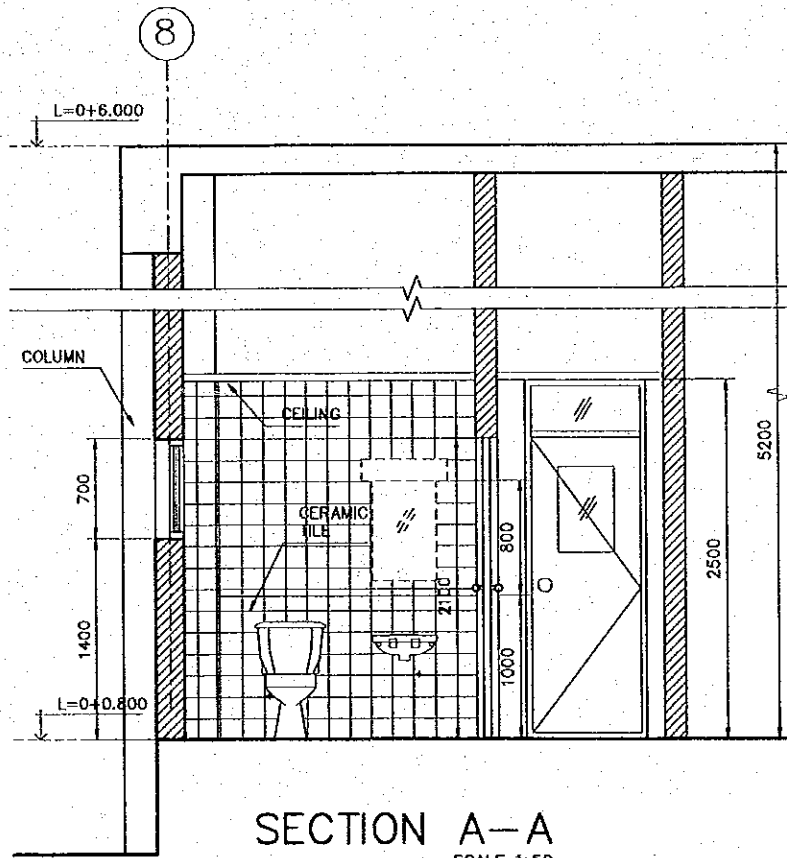 8
L=0+6.000
COLUMN
CEILING
CERAMIC
TILE
700
1400
800
2100
1000
2500
5200
L=0+0.800
SECTION A-A
SCALE 1:50